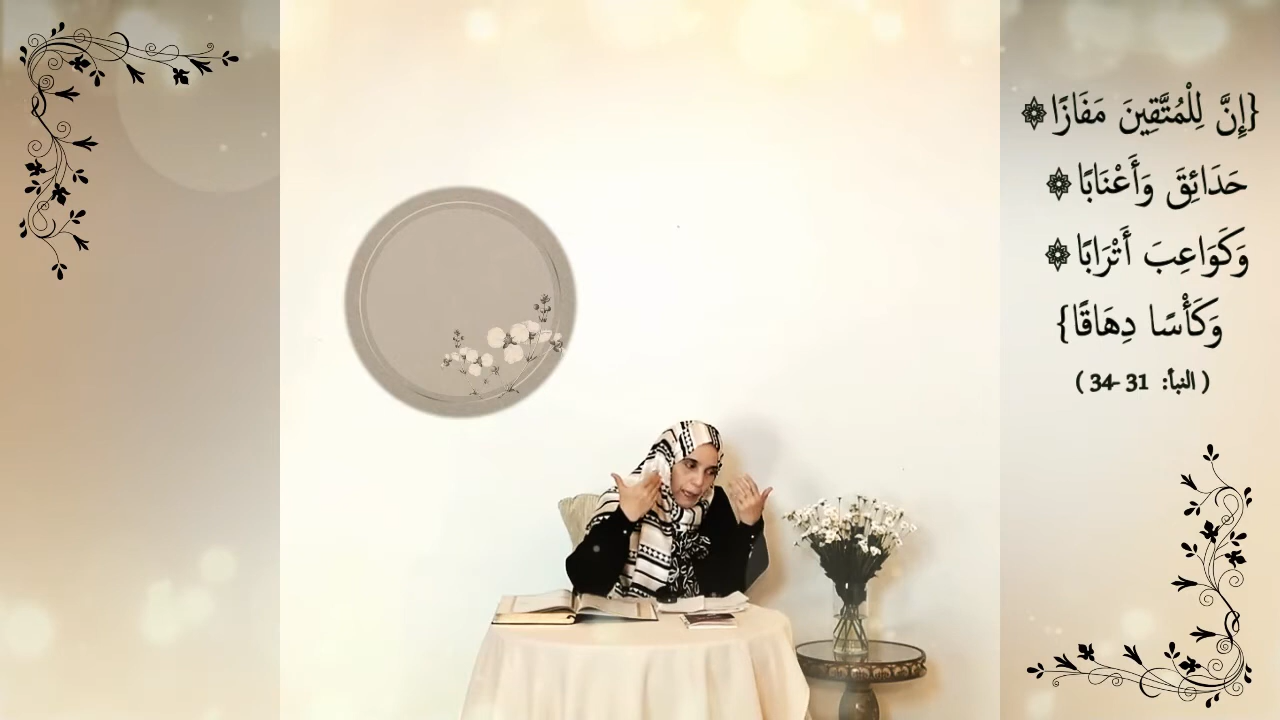 {إِنَّ لِلْمُتَّقِينَ مَفَازًا ۞
حَدَائِقَ وَأَعْنَابًا ۞
وَكَوَاعِبَ أَتْرَابًا ۞
وَكَأْسًا دِهَاقًا}
( النبأ: 31 -34 )